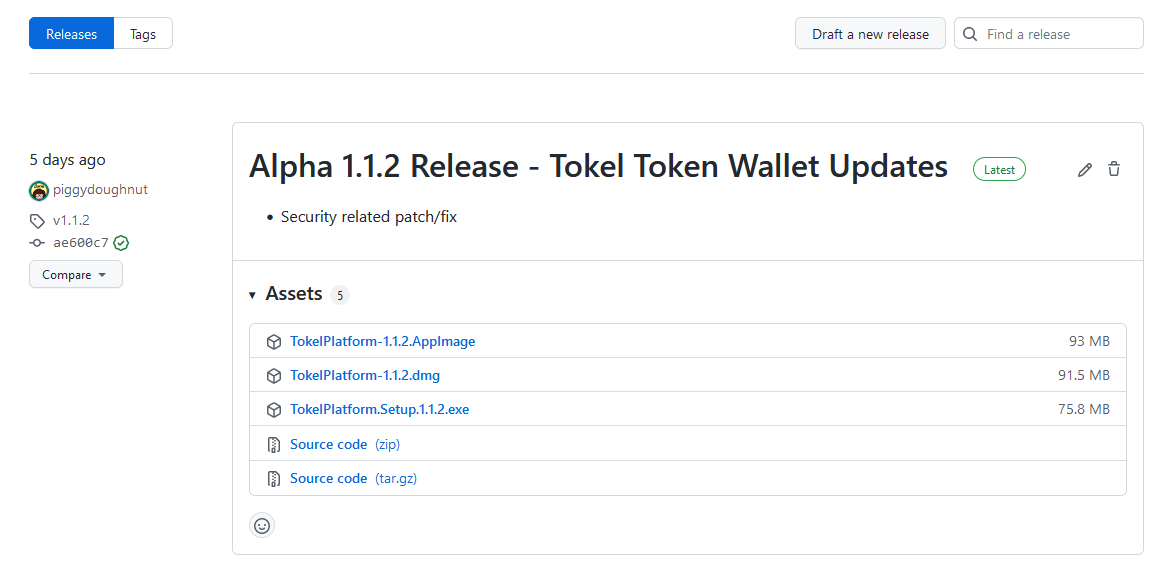 Releases Tags Draft a new release Find a release
5 days ago
piggydoughnut
v1.1.2
ae600c7
Compare
Alpha 1.1.2 Release - Tokel Token Wallet Updates Latest
• Security related patch/fix
Assets 5
TokelPlatform-1.1.2.AppImage 93 MB
TokelPlatform-1.1.2.dmg 91.5 MB
TokelPlatform.Setup.1.1.2.exe 75.8 MB
Source code (zip)
Source code (tar.gz)